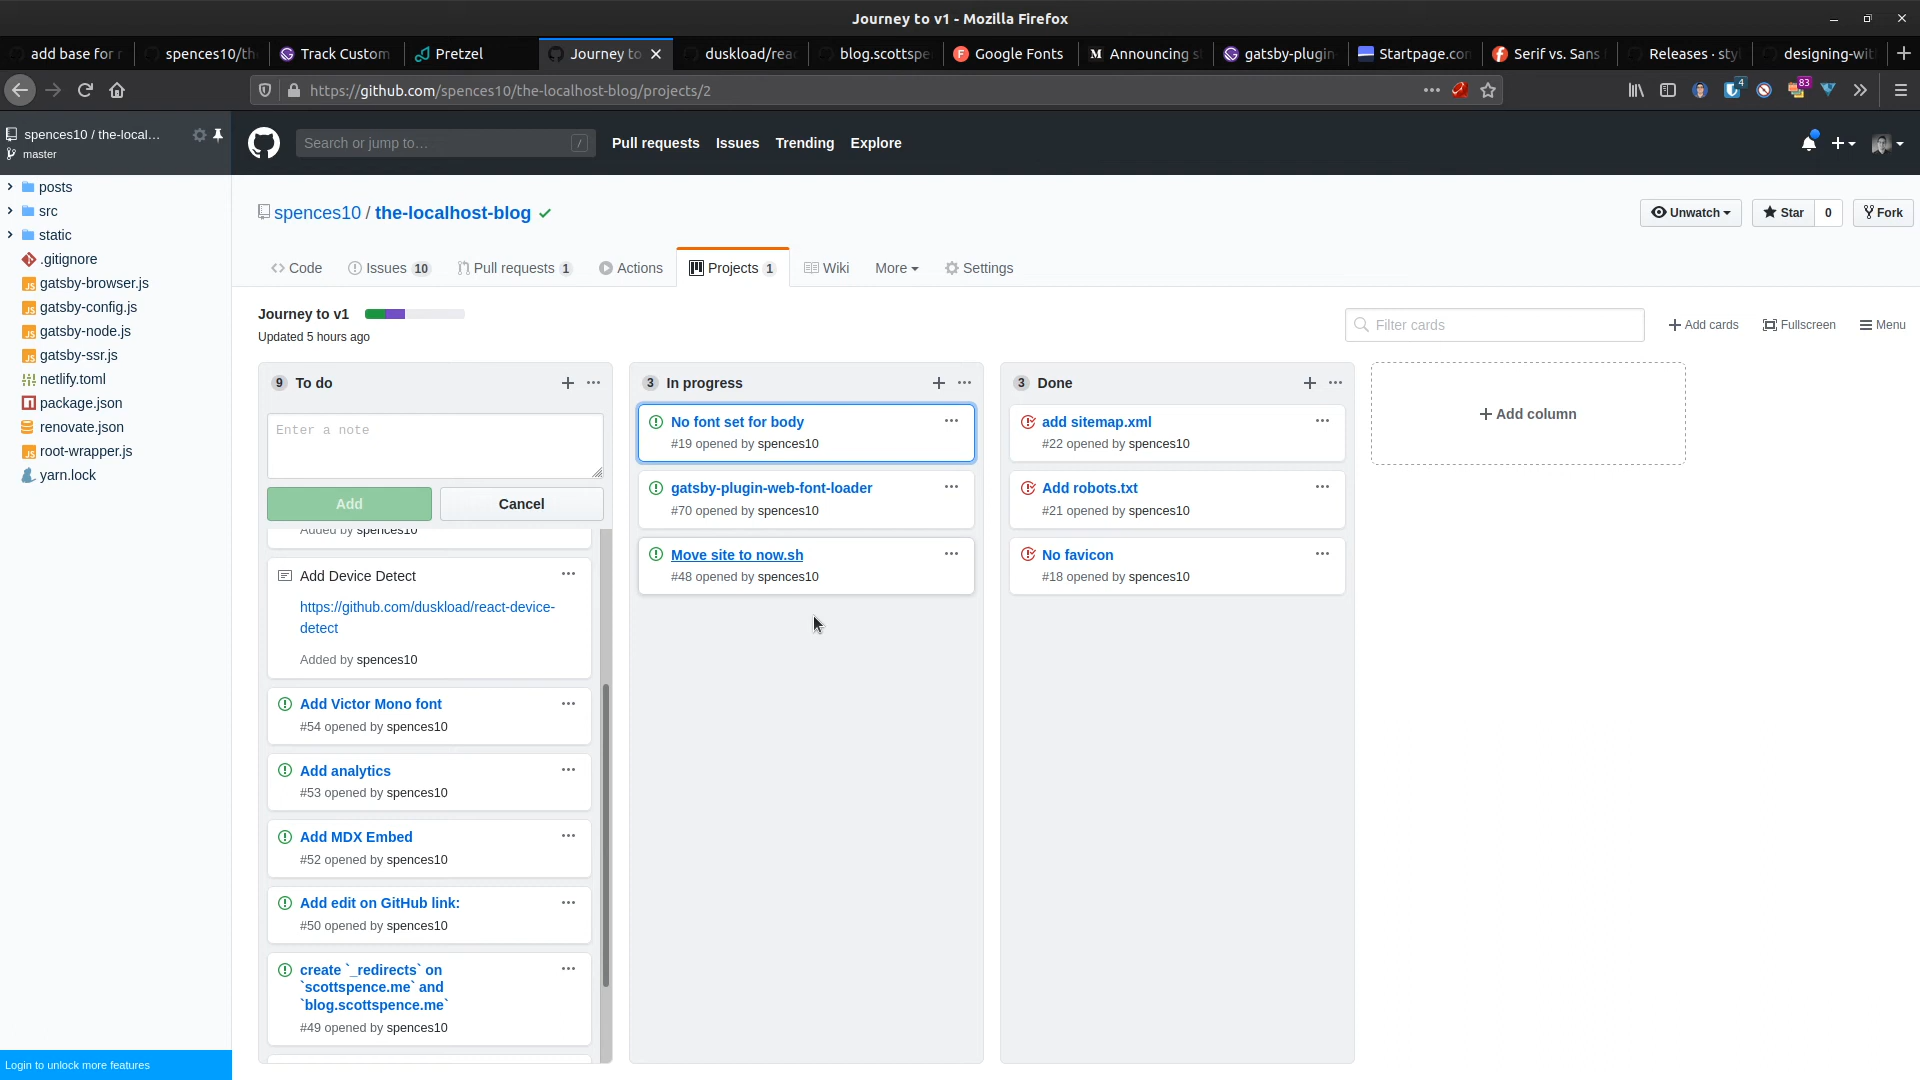 Journey to v1 - Mozilla Firefox
add base for r
spences10/th
Track Custom
Pretzel
Journey to
duskload/rea
blog.scottspe
Google Fonts
Announcing s
gatsby-plugin
Startpage.co
Serif vs. Sans
Releases · sty
designing-wit
https://github.com/spences10/the-localhost-blog/projects/2
4
83
spences10 / the-local...
master
Search or jump to...
/
Pull requests
Issues
Trending
Explore
posts
src
static
.gitignore
gatsby-browser.js
gatsby-config.js
gatsby-node.js
gatsby-ssr.js
netlify.toml
package.json
renovate.json
root-wrapper.js
yarn.lock
Login to unlock more features
spences10 / the-localhost-blog
Unwatch
Star
0
Fork
Code
Issues 10
Pull requests 1
Actions
Projects 1
Wiki
More
Settings
Journey to v1
Updated 5 hours ago
Filter cards
Add cards
Fullscreen
Menu
9 To do
Enter a note
Add
Cancel
Added by spences10
Add Device Detect
https://github.com/duskload/react-device-
detect
Added by spences10
Add Victor Mono font
#54 opened by spences10
Add analytics
#53 opened by spences10
Add MDX Embed
#52 opened by spences10
Add edit on GitHub link:
#50 opened by spences10
create `_redirects` on
`scottspence.me` and
`blog.scottspence.me`
#49 opened by spences10
3 In progress
No font set for body
#19 opened by spences10
gatsby-plugin-web-font-loader
#70 opened by spences10
Move site to now.sh
#48 opened by spences10
3 Done
add sitemap.xml
#22 opened by spences10
Add robots.txt
#21 opened by spences10
No favicon
#18 opened by spences10
Add column